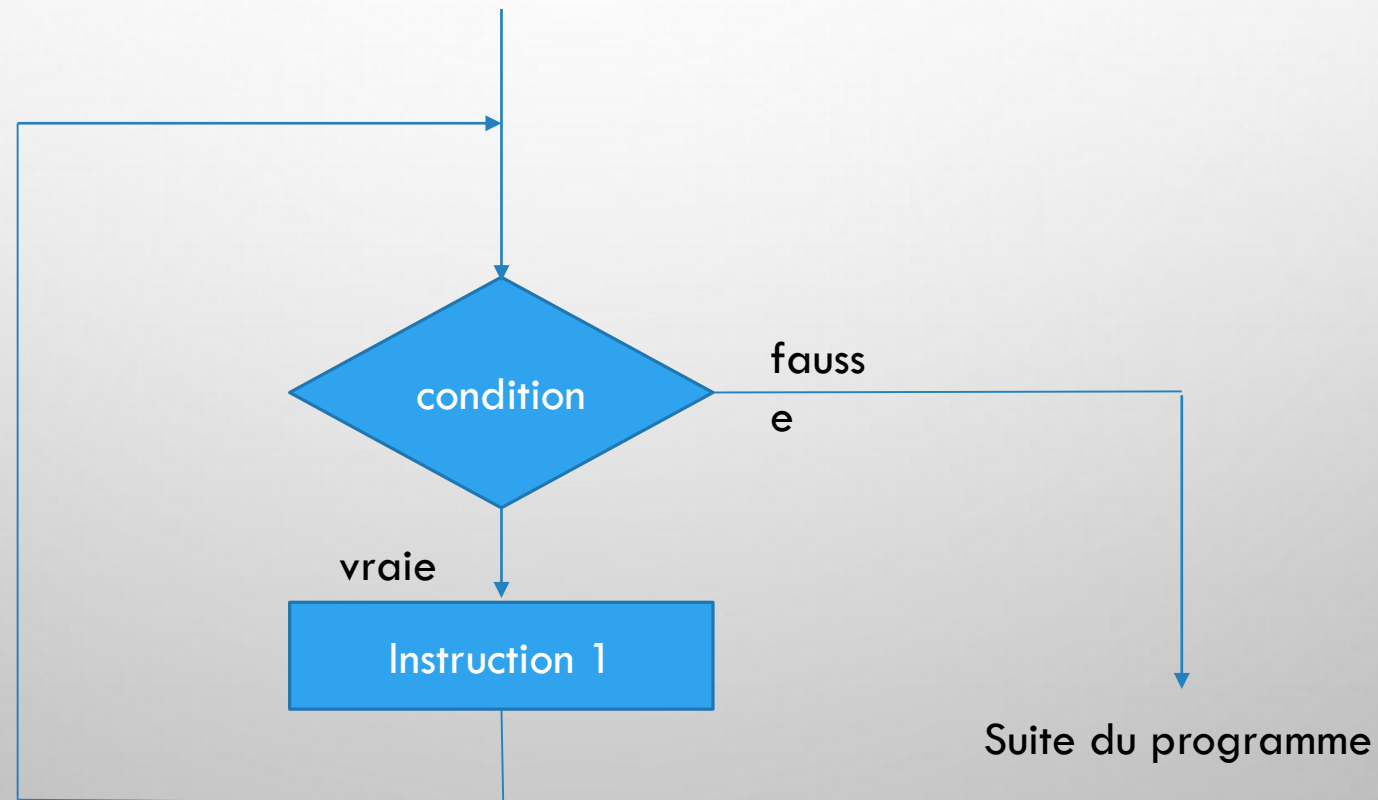 condition
fauss
e
vraie
Instruction 1
Suite du programme